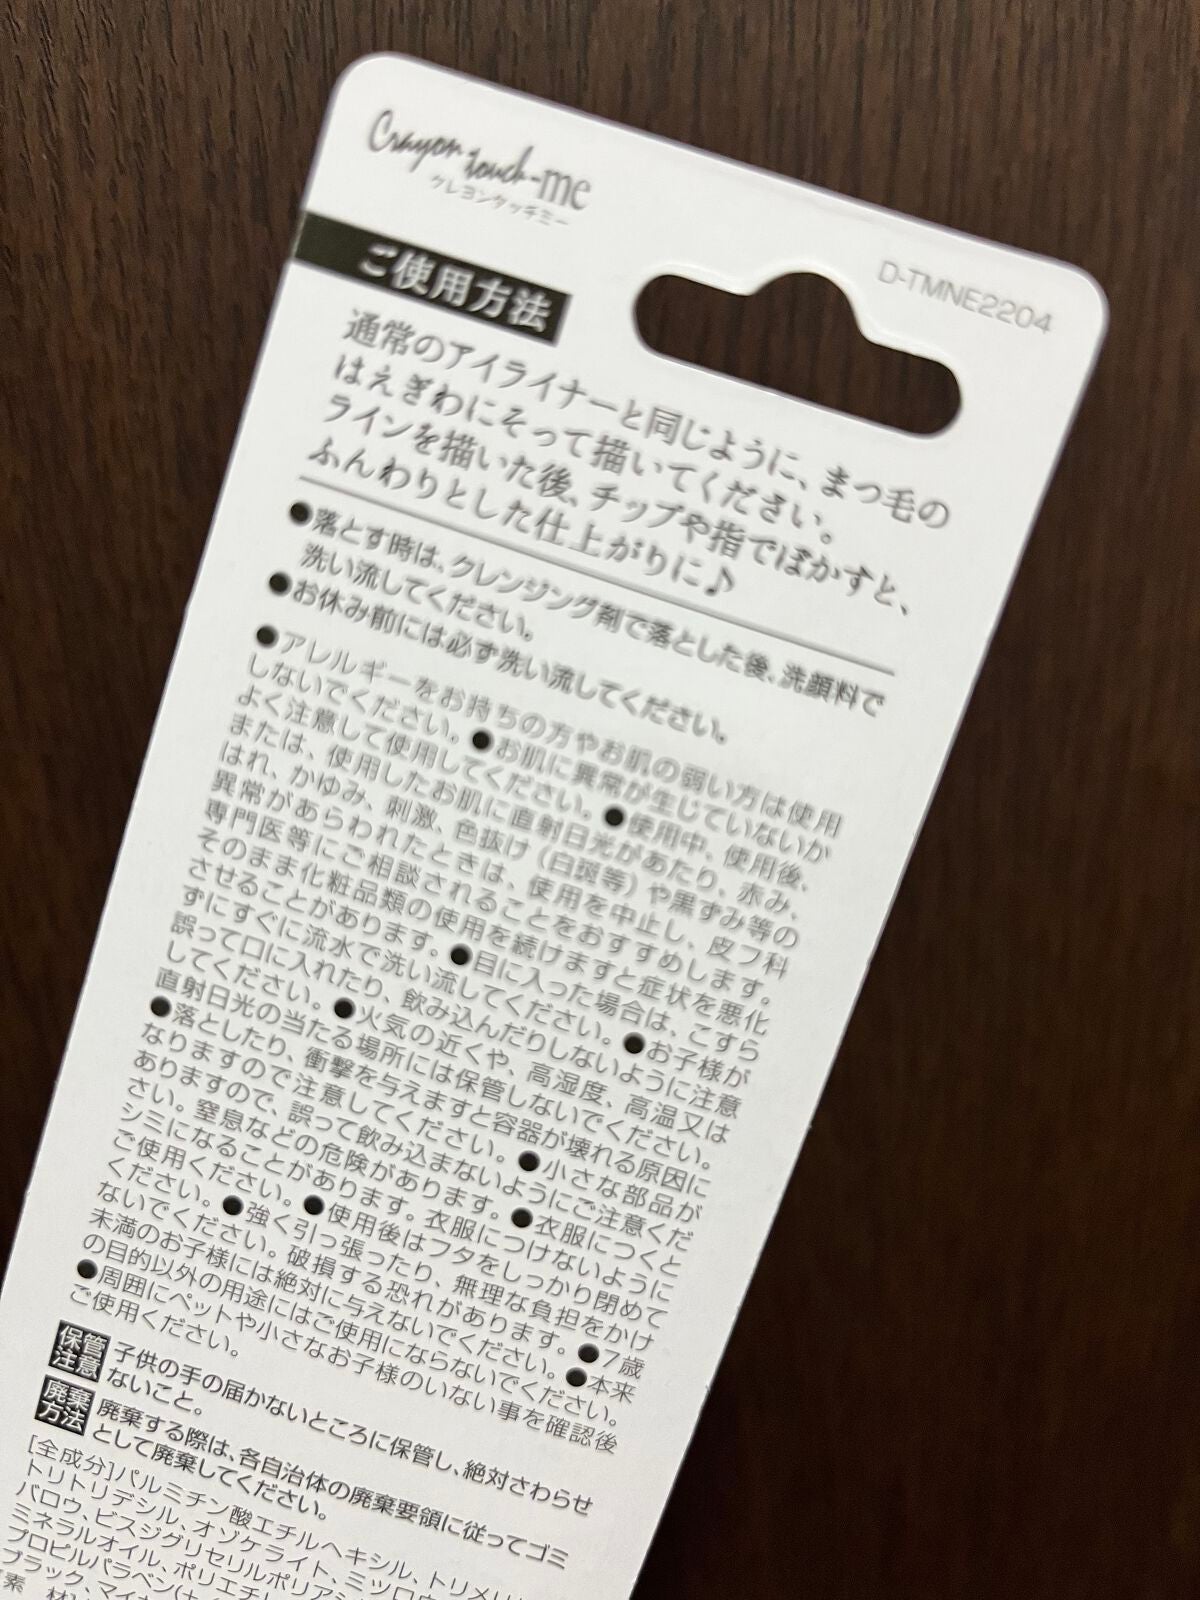 Crayon touch-me
クレヨンタッチミー
D-TMNE2204
ご使用方法
通常のアイライナーと同じように、まつ毛の
はえぎわにそって描いてください。
ラインを描いた後、チップや指でぼかすと、
ふんわりとした仕上がりに♪
●落とす時は、クレンジング剤で落とした後、洗顔料で
洗い流してください。
●お休み前には必ず洗い流してください。
●アレルギーをお持ちの方やお肌の弱い方は使用
しないでください。●お肌に異常が生じていないか
よく注意して使用してください。●使用中、使用後、
または、使用したお肌に直射日光があたり、赤み、
はれ、かゆみ、刺激、色抜け（白斑等）や黒ずみ等の
異常があらわれたときは、使用を中止し、皮フ科
専門医等にご相談されることをおすすめします。
そのまま化粧品類の使用を続けますと症状を悪化
させることがあります。●目に入った場合は、こすら
ずにすぐに流水で洗い流してください。●お子様が
誤って口に入れたり、飲み込んだりしないように注意
してください。●火気の近くや、高湿度、高温又は
直射日光の当たる場所には保管しないでください。
●落としたり、衝撃を与えますと容器が壊れる原因に
なりますので注意してください。●小さな部品が
ありますので、誤って飲み込まないようにご注意くだ
さい。窒息などの危険があります。●衣服につくと
シミになることがあります。衣服につけないように
ご使用ください。●使用後はフタをしっかり閉めて
ください。●強く引っ張ったり、無理な負担をかけ
ないでください。破損する恐れがあります。●7歳
未満のお子様には絶対に与えないでください。●本来
の目的以外の用途にはご使用にならないでください。
●周囲にペットや小さなお子様のいない事を確認後
ご使用ください。
保管注意 子供の手の届かないところに保管し、絶対さわらせ
ないこと。
廃棄方法 廃棄する際は、各自治体の廃棄要領に従ってゴミ
として廃棄してください。
[全成分]パルミチン酸エチルヘキシル、トリメリ
トリトリデシル、オゾケライト、ミツロウ
バロウ、ビスジグリセリルポリアシ
ミネラルオイル、ポリエチレ
プロピルパラベン
ブラック、マイカ
素 材